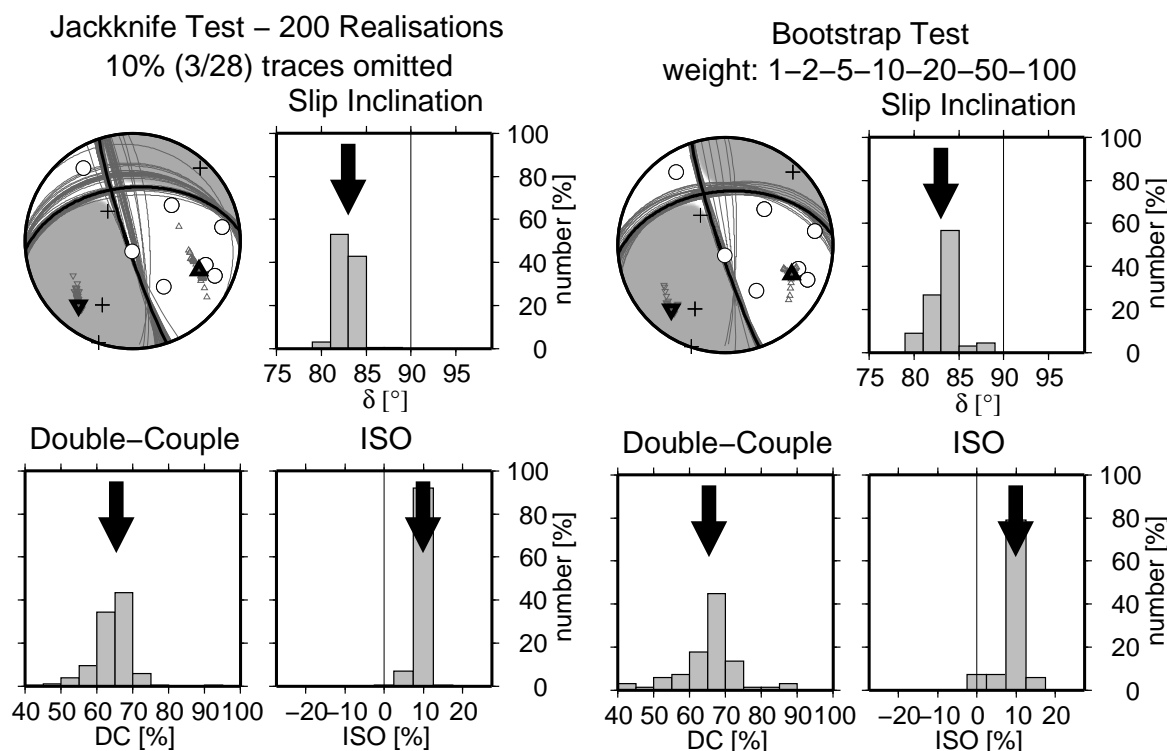 Jackknife Test − 200 Realisations
10% (3/28) traces omitted
Slip Inclination
100
80
60
40
20
0
number [%]
75 80 85 90 95
δ [°]
Bootstrap Test
weight: 1−2−5−10−20−50−100
Slip Inclination
100
80
60
40
20
0
number [%]
75 80 85 90 95
δ [°]
Double−Couple
40 50 60 70 80 90 100
DC [%]
ISO
100
80
60
40
20
0
number [%]
−20 −10 0 10 20
ISO [%]
Double−Couple
40 50 60 70 80 90 100
DC [%]
ISO
100
80
60
40
20
0
number [%]
−20 −10 0 10 20
ISO [%]